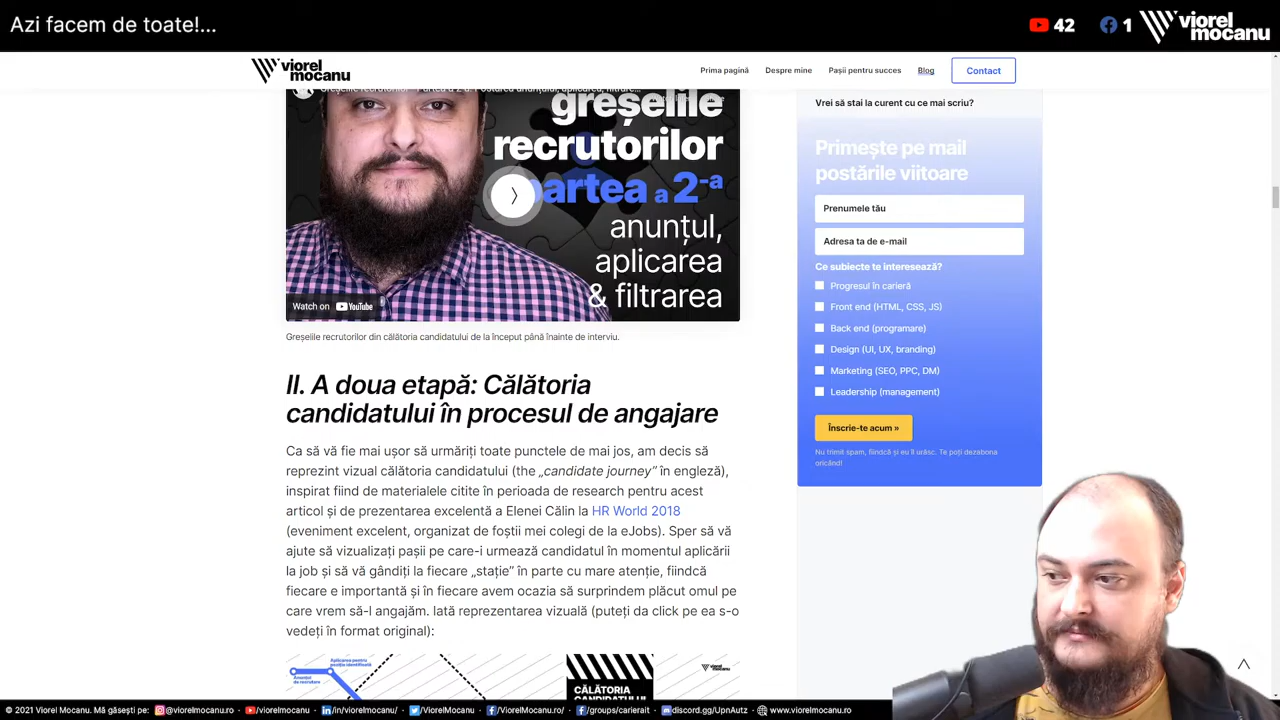 Azi facem de toate!...
42
1
viorel mocanu
viorel mocanu
Prima pagină
Despre mine
Pașii pentru succes
Blog
Contact
greșelile
recrutorilor
partea a 2-a
anunțul,
aplicarea
& filtrarea
Watch on YouTube
Greșelile recrutorilor din călătoria candidatului de la început până înainte de interviu.
II. A doua etapă: Călătoria
candidatului în procesul de angajare
Ca să vă fie mai ușor să urmăriți toate punctele de mai jos, am decis să
reprezint vizual călătoria candidatului (the „candidate journey” în engleză),
inspirat fiind de materialele citite în perioada de research pentru acest
articol și de prezentarea excelentă a Elenei Călin la HR World 2018
(eveniment excelent, organizat de foștii mei colegi de la eJobs). Sper să vă
ajute să vizualizați pașii pe care-i urmează candidatul în momentul aplicării
la job și să vă gândiți la fiecare „stație” în parte cu mare atenție, fiindcă
fiecare e importantă și în fiecare avem ocazia să surprindem plăcut omul pe
care vrem să-l angajăm. Iată reprezentarea vizuală (puteți da click pe ea s-o
vedeți în format original):
Anunțul
de recrutare
Aplicarea pentru
poziția identificată
CĂLĂTORIA
CANDIDATULUI
viorel mocanu
Vrei să stai la curent cu ce mai scriu?
Primește pe mail
postările viitoare
Prenumele tău
Adresa ta de e-mail
Ce subiecte te interesează?
Progresul în carieră
Front end (HTML, CSS, JS)
Back end (programare)
Design (UI, UX, branding)
Marketing (SEO, PPC, DM)
Leadership (management)
Înscrie-te acum »
Nu trimit spam, fiindcă și eu îl urăsc. Te poți dezabona
oricând!
© 2021 Viorel Mocanu. Mă găsești pe: @viorelmocanu.ro • /viorelmocanu • /in/viorelmocanu/ • /ViorelMocanu • /ViorelMocanu.ro/ • /groups/carierait • discord.gg/UpnAutz • www.viorelmocanu.ro